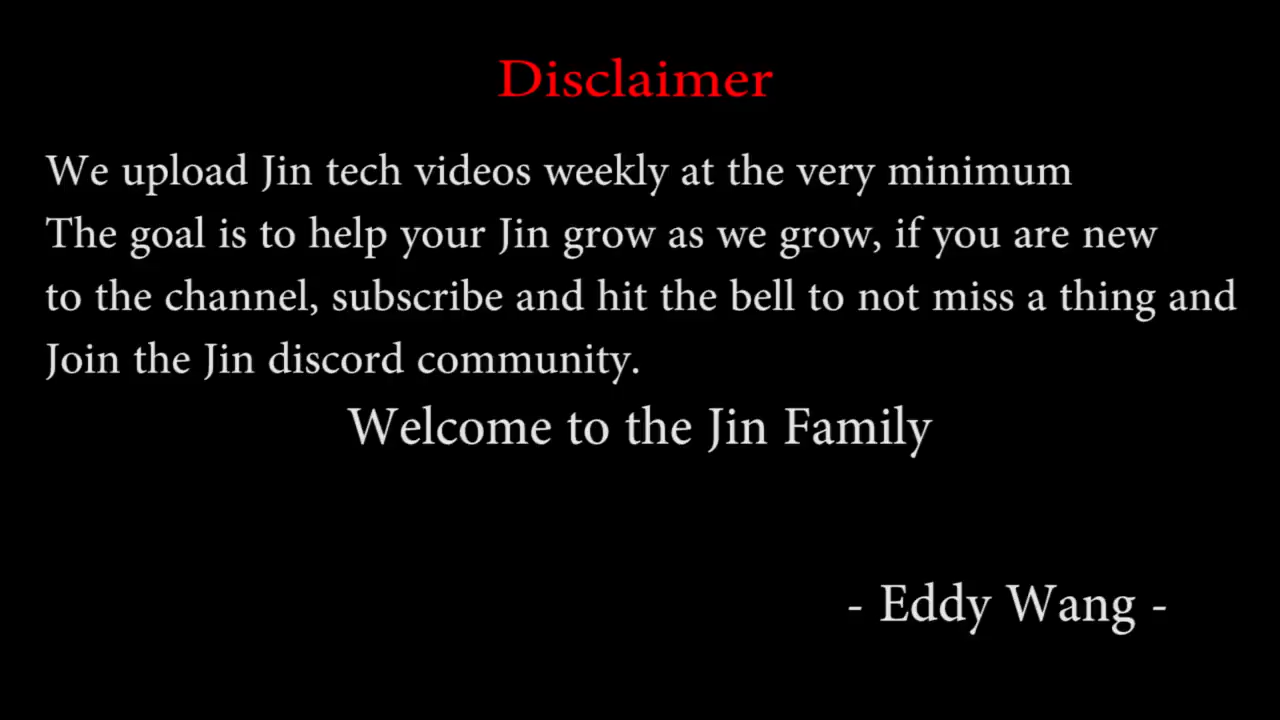 Disclaimer
We upload Jin tech videos weekly at the very minimum
The goal is to help your Jin grow as we grow, if you are new
to the channel, subscribe and hit the bell to not miss a thing and
Join the Jin discord community.
Welcome to the Jin Family
- Eddy Wang -